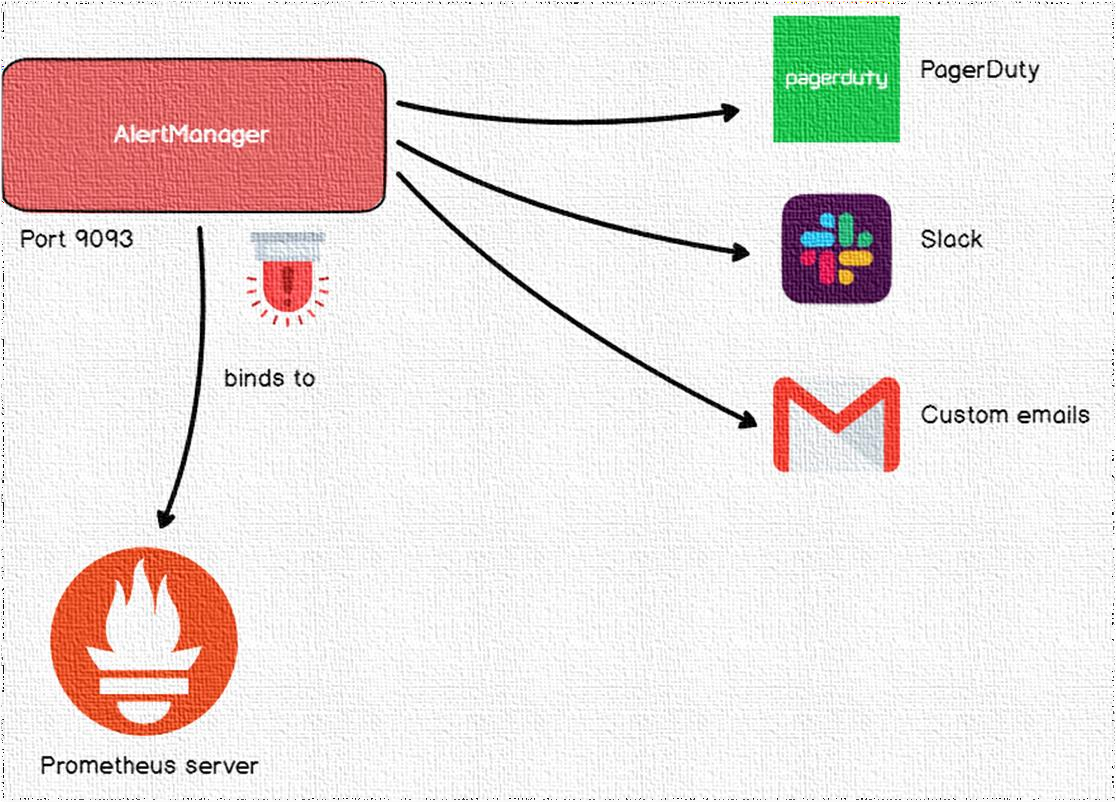 AlertManager
Port 9093
binds to
Prometheus server
pagerduty
PagerDuty
Slack
Custom emails